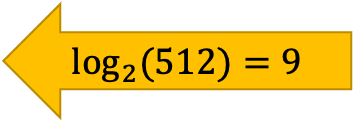 log₂(512) = 9